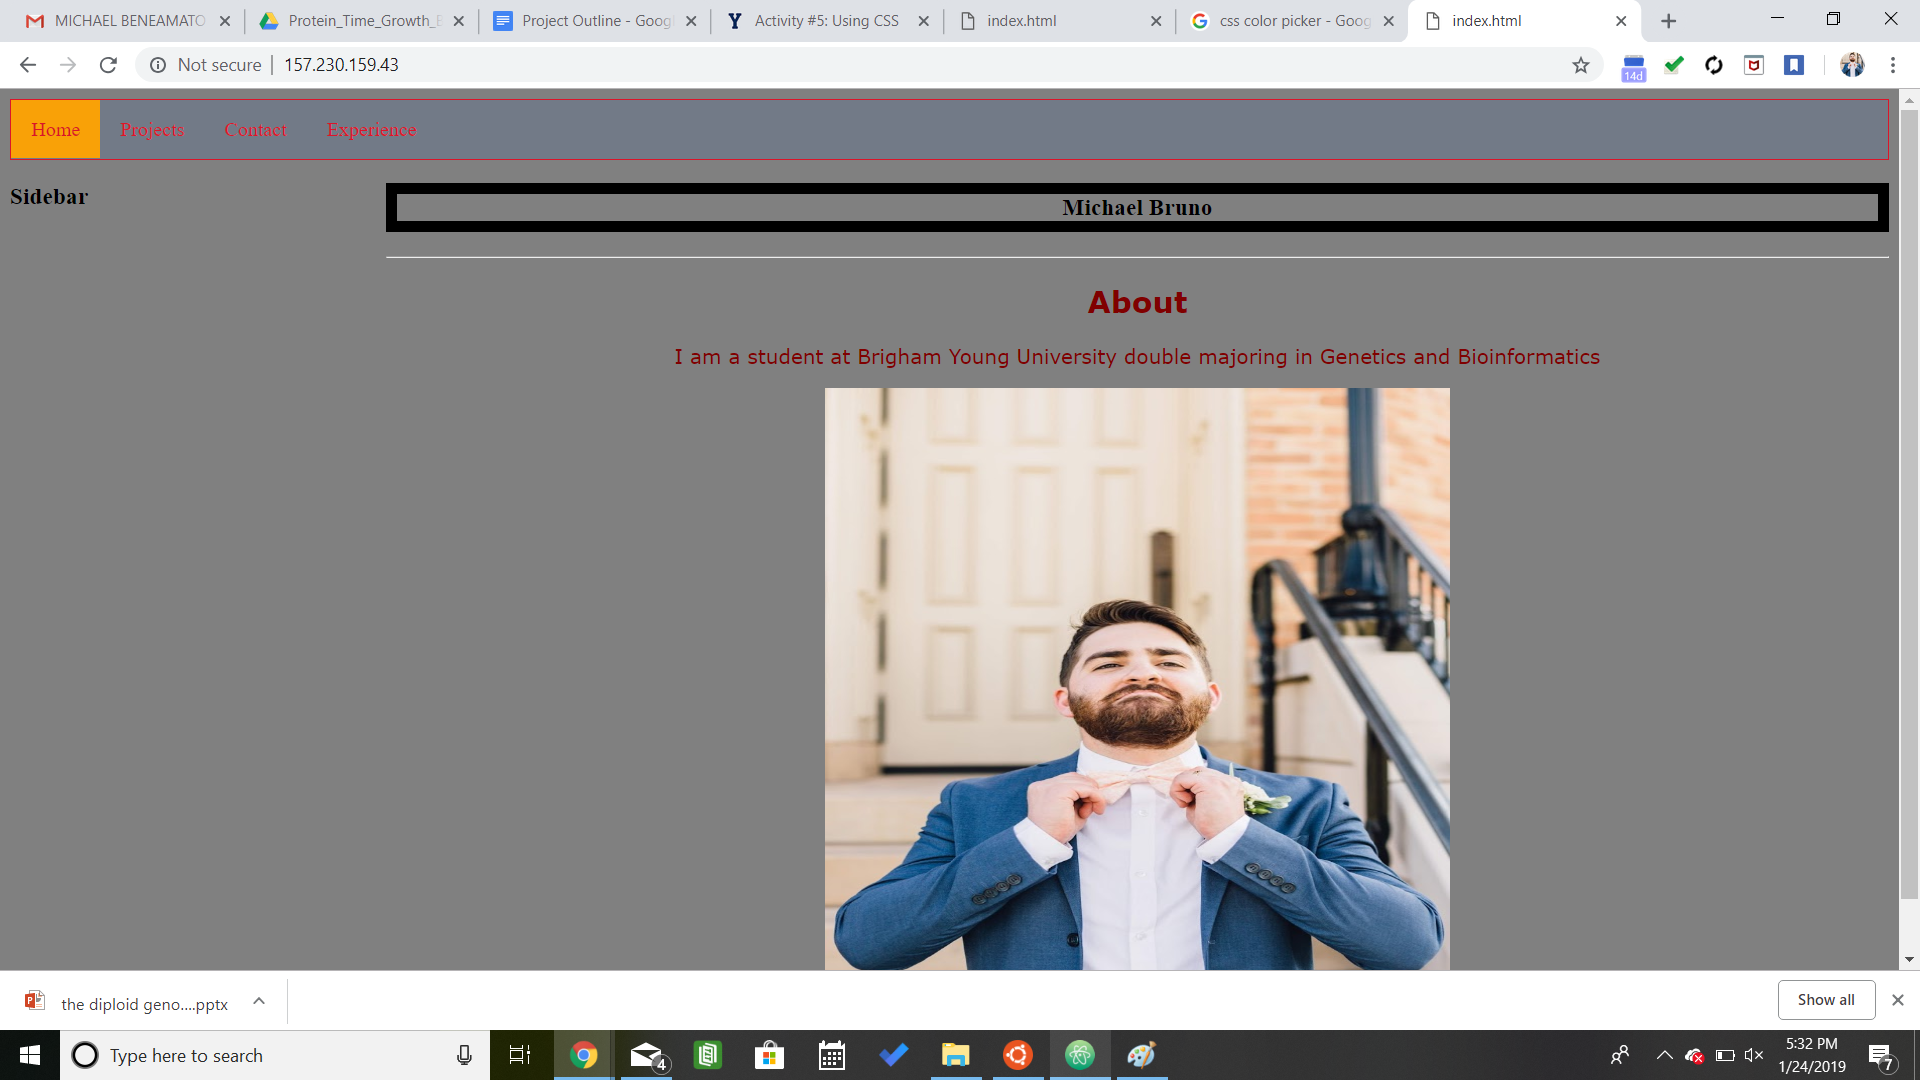 MICHAEL BENEAMATO
Protein_Time_Growth_E
Project Outline - Goog
Activity #5: Using CSS
index.html
css color picker - Goog
index.html
Not secure
157.230.159.43
14d
Home
Projects
Contact
Experience
Sidebar
Michael Bruno
About
I am a student at Brigham Young University double majoring in Genetics and Bioinformatics
the diploid geno....pptx
Show all
Type here to search
4
5:32 PM
1/24/2019
7